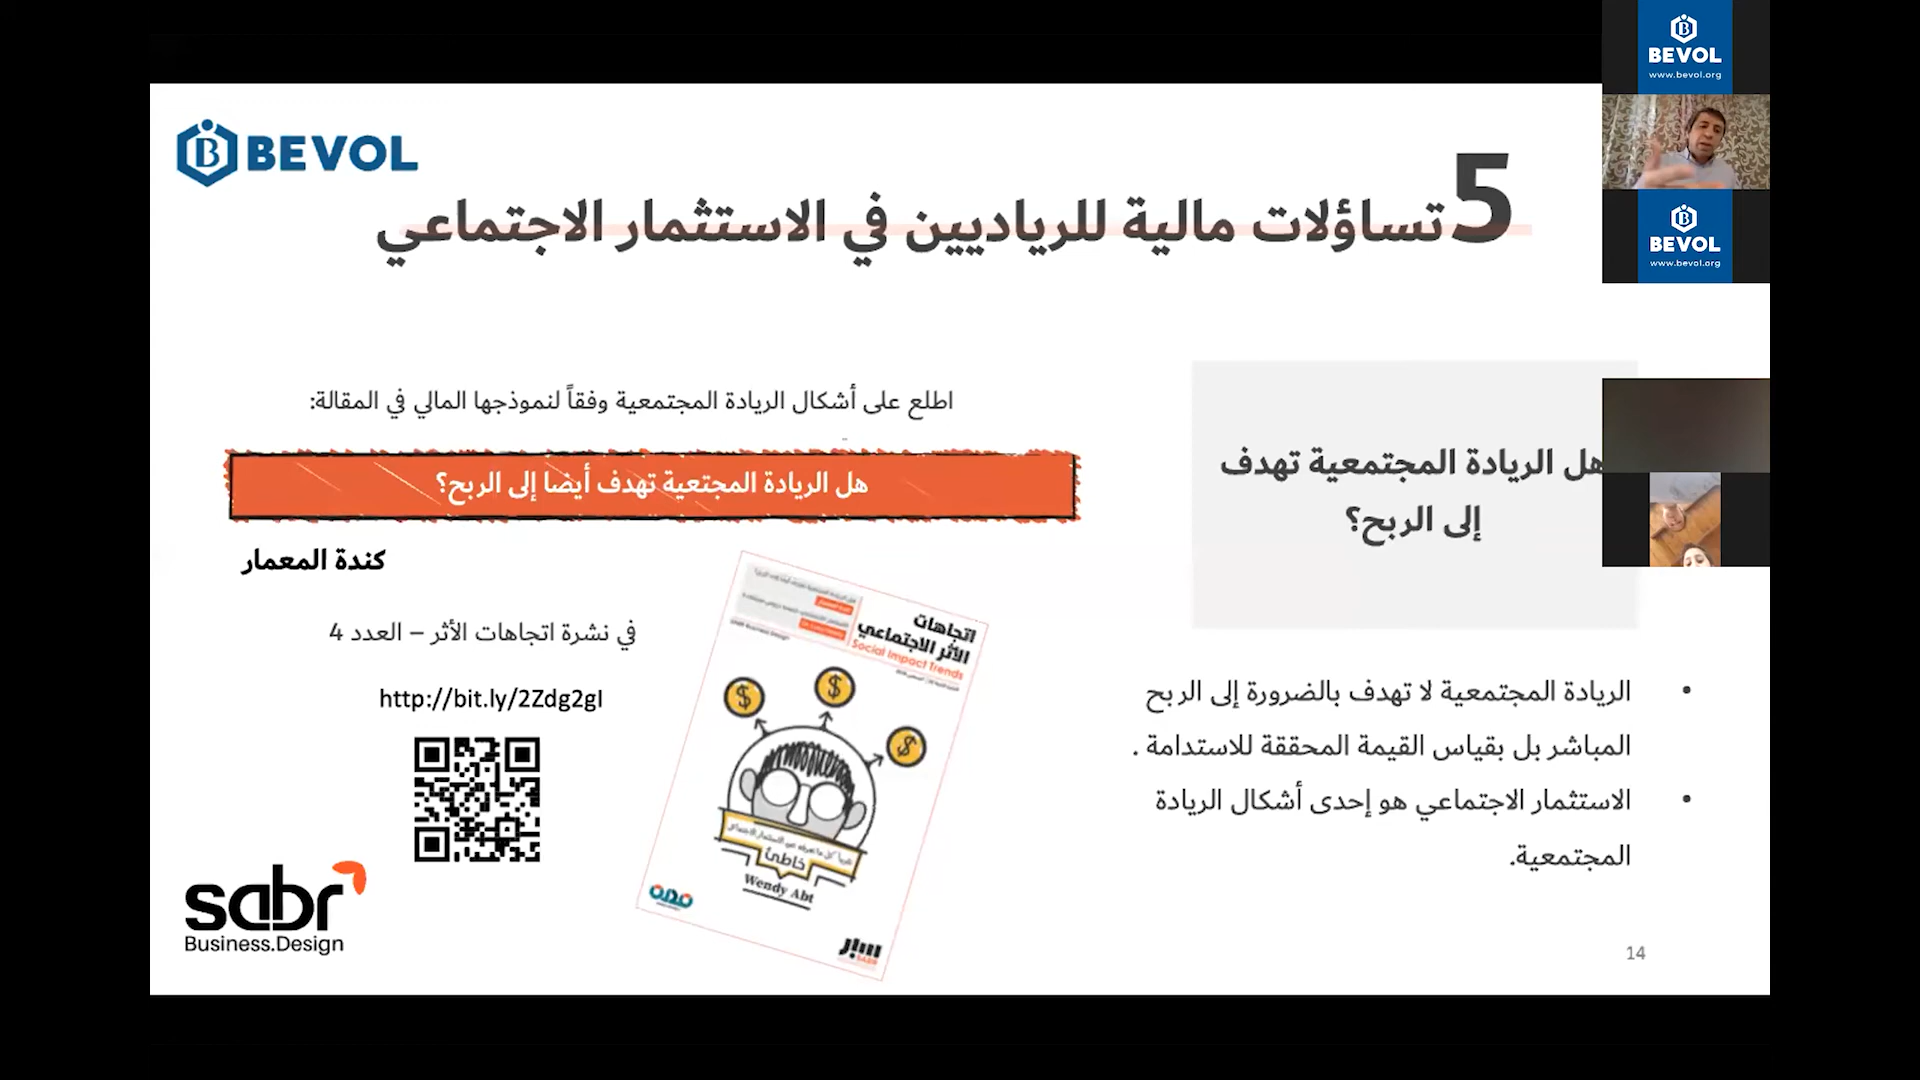 BEVOL
5 تساؤلات مالية للرياديين في الاستثمار الاجتماعي
هل الريادة المجتمعية تهدف
إلى الربح؟
الريادة المجتمعية لا تهدف بالضرورة إلى الربح
المباشر بل بقياس القيمة المحققة للاستدامة .
الاستثمار الاجتماعي هو إحدى أشكال الريادة
المجتمعية.
اطلع على أشكال الريادة المجتمعية وفقاً لنموذجها المالي في المقالة:
هل الريادة المجتعية تهدف أيضا إلى الربح؟
كندة المعمار
في نشرة اتجاهات الأثر – العدد 4
http://bit.ly/2Zdg2gI
اتجاهات
الأثر الاجتماعي
Social Impact Trends
خاطئ
Wendy Abt
سبر
sabr
Business.Design
14
BEVOL
www.bevol.org
BEVOL
www.bevol.org